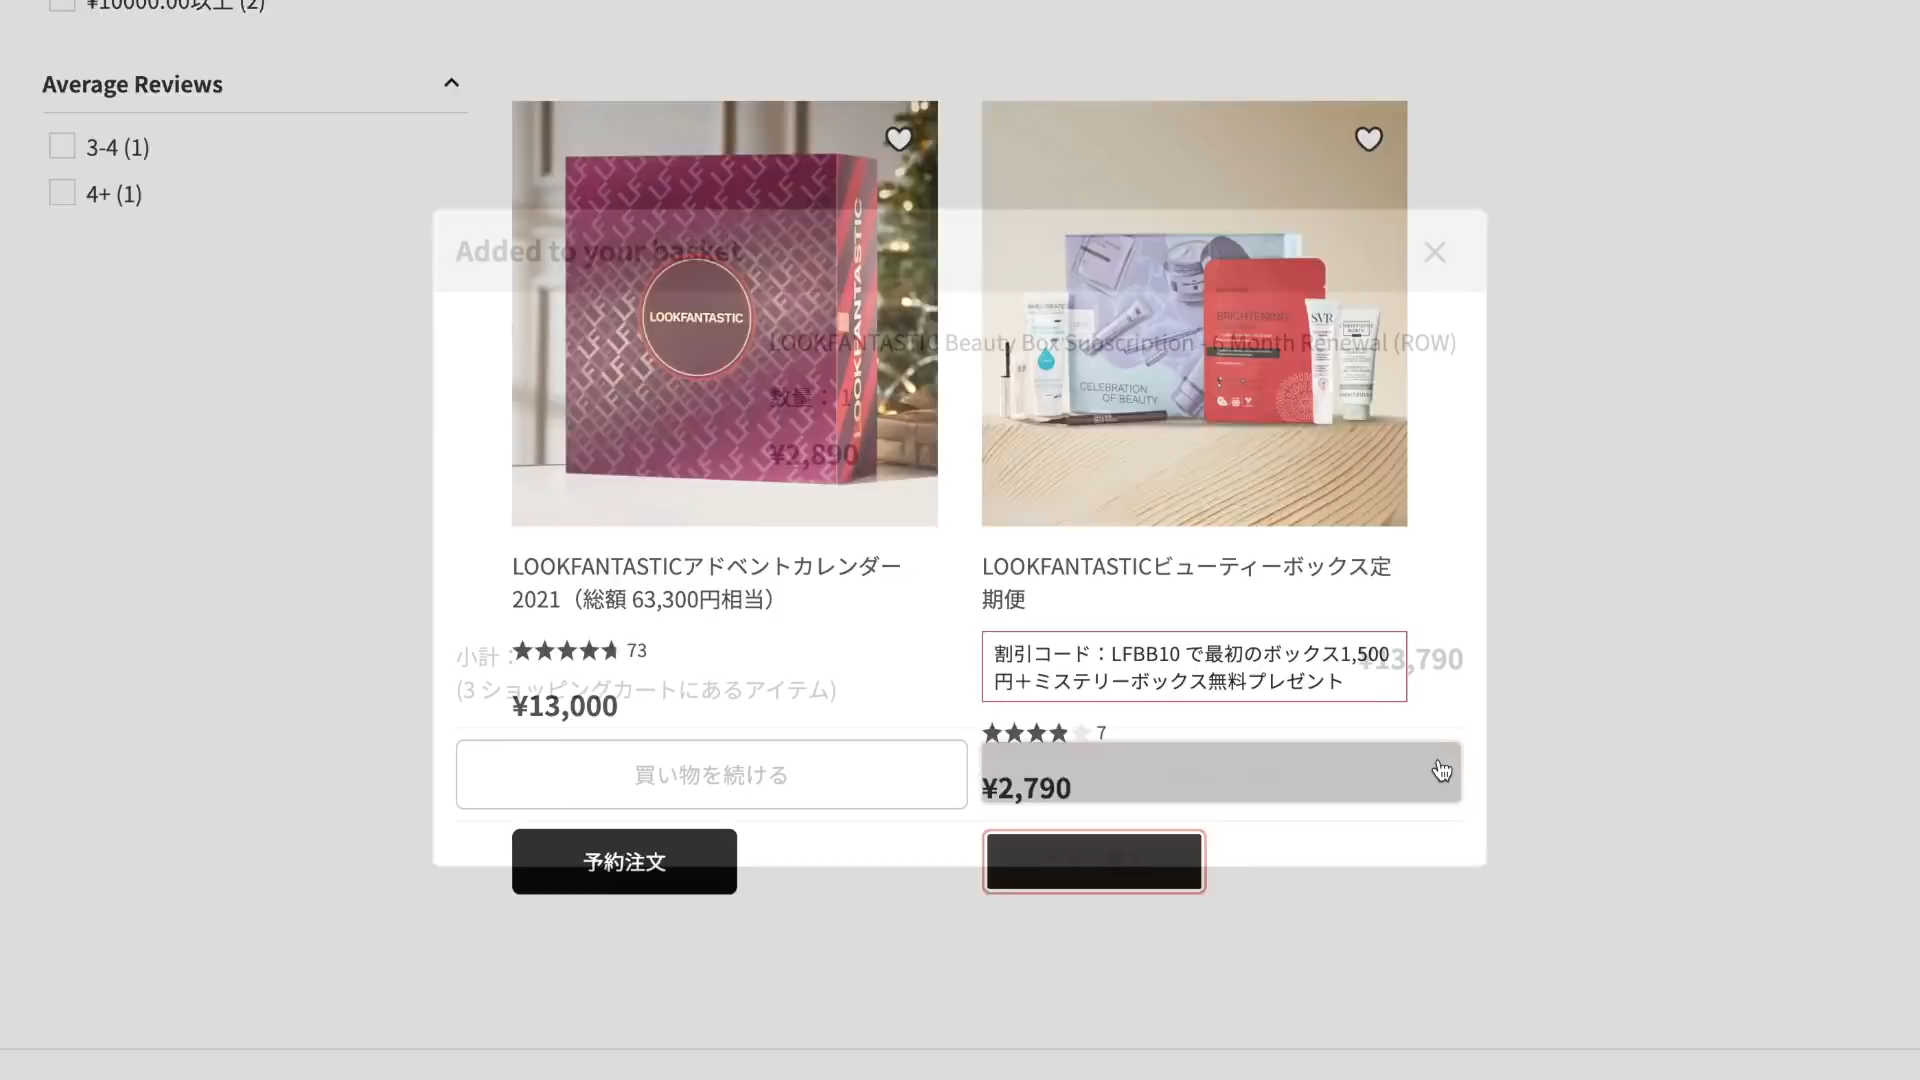 ¥10000.00以上 (2)
Average Reviews
3-4 (1)
4+ (1)
LOOKFANTASTIC
LOOKFANTASTIC
CELEBRATION
OF BEAUTY
BRIGHTENING
SVR
Added to your basket
LOOKFANTASTIC Beauty Box Subscription - 6 Month Renewal (ROW)
数量： 1
¥2,890
LOOKFANTASTICアドベントカレンダー
2021（総額 63,300円相当）
73
¥13,000
LOOKFANTASTICビューティーボックス定
期便
割引コード：LFBB10 で最初のボックス1,500
円＋ミステリーボックス無料プレゼント
7
¥2,790
小計：
¥13,790
(3 ショッピングカートにあるアイテム)
買い物を続ける
予約注文